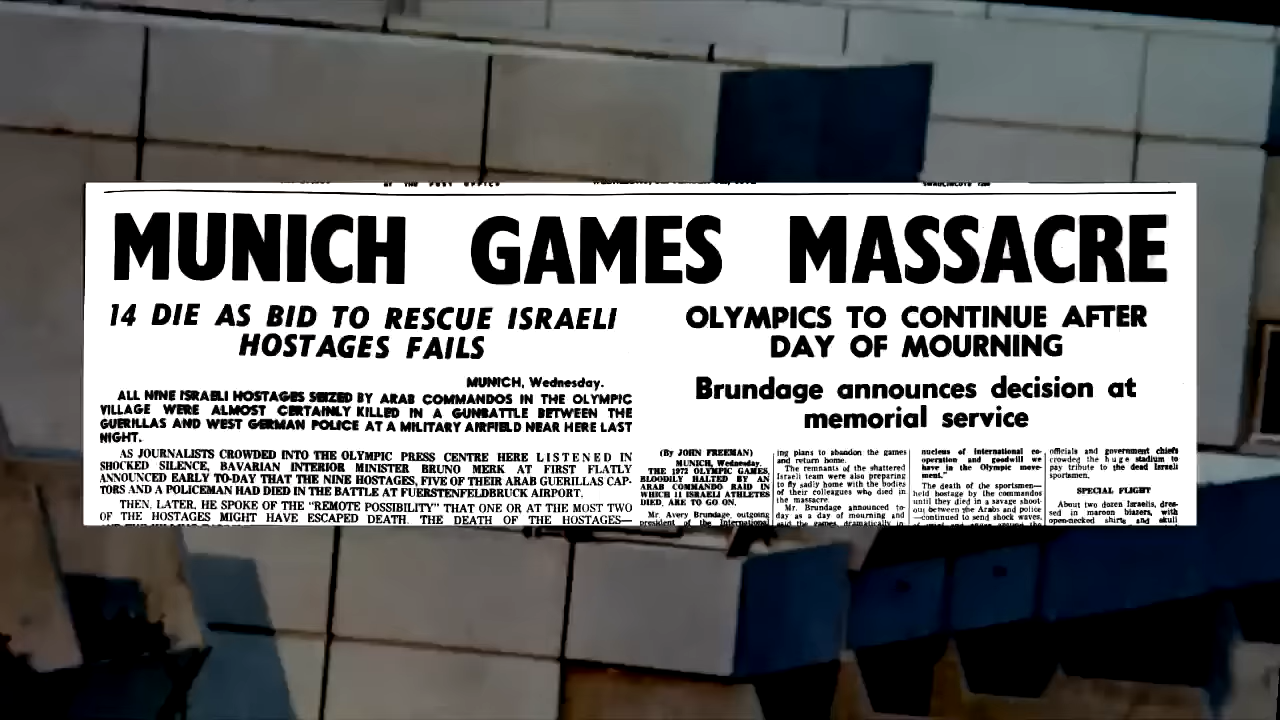 BY THE POST OFFICE
MUNICH GAMES MASSACRE
14 DIE AS BID TO RESCUE ISRAELI
HOSTAGES FAILS
MUNICH, Wednesday.
ALL NINE ISRAELI HOSTAGES SEIZED BY ARAB COMMANDOS IN THE OLYMPIC
VILLAGE WERE ALMOST CERTAINLY KILLED IN A GUNBATTLE BETWEEN THE
GUERILLAS AND WEST GERMAN POLICE AT A MILITARY AIRFIELD NEAR HERE LAST
NIGHT.
AS JOURNALISTS CROWDED INTO THE OLYMPIC PRESS CENTRE HERE LISTENED IN
SHOCKED SILENCE, BAVARIAN INTERIOR MINISTER BRUNO MERK AT FIRST FLATLY
ANNOUNCED EARLY TO-DAY THAT THE NINE HOSTAGES, FIVE OF THEIR ARAB GUERILLAS CAP-
TORS AND A POLICEMAN HAD DIED IN THE BATTLE AT FUERSTENFELDBRUCK AIRPORT.
THEN, LATER, HE SPOKE OF THE "REMOTE POSSIBILITY" THAT ONE OR AT THE MOST TWO
OF THE HOSTAGES MIGHT HAVE ESCAPED DEATH. THE DEATH OF THE HOSTAGES—
OLYMPICS TO CONTINUE AFTER
DAY OF MOURNING
Brundage announces decision at
memorial service
(By JOHN FREEMAN)
MUNICH, Wednesday.
THE 1972 OLYMPIC GAMES,
BLOODILY HALTED BY AN
ARAB COMMANDO RAID IN
WHICH 11 ISRAELI ATHLETES
DIED, ARE TO GO ON.
Mr. Avery Brundage, outgoing
president of the International
ing plans to abandon the games
and return home.
The remnants of the shattered
Israeli team were also preparing
to fly sadly home with the bodies
of their colleagues who died in
the massacre.
Mr. Brundage announced to-
day as a day of mourning and
said the games, dramatically in
nucleus of international co-
operation and goodwill we
have in the Olympic move-
ment."
The death of the sportsmen—
held hostage by the commandos
until they died in a savage shoot-
out between the Arabs and police
—continued to send shock waves,
officials and government chiefs
crowded the huge stadium to
pay tribute to the dead Israeli
sportsmen.
SPECIAL FLIGHT
About two dozen Israelis, dres-
sed in maroon blazers, with
open-necked shirts and skull